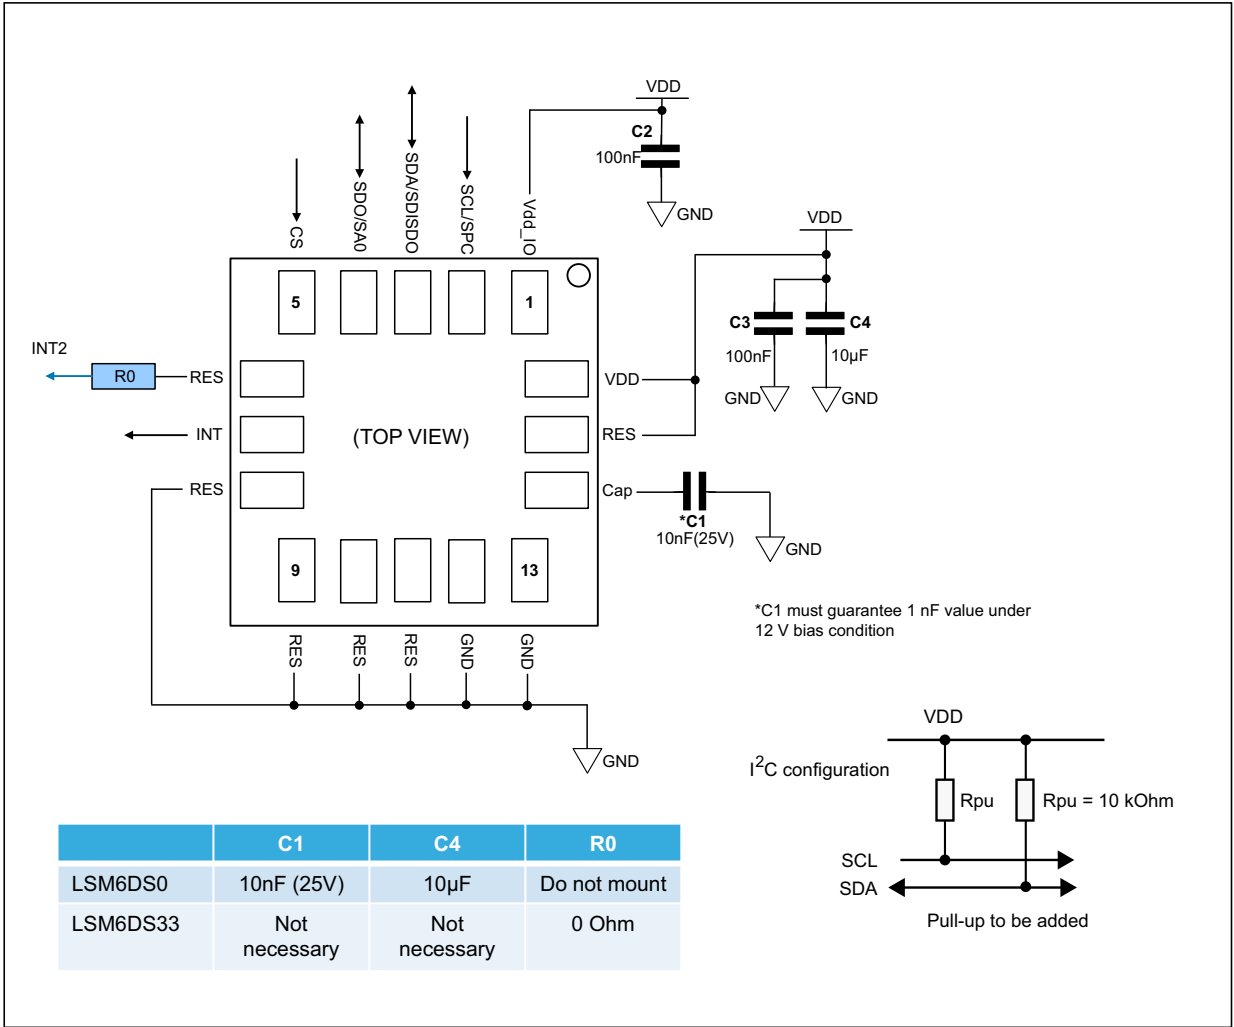 VDD
C2
100nF
GND
CS
SDO/SA0
SDA/SDISDO
SCL/SPC
Vdd_IO
VDD
C3
C4
100nF
10µF
GND
GND
5
1
INT2
R0
RES
INT
RES
(TOP VIEW)
VDD
RES
Cap
*C1
10nF(25V)
GND
9
13
RES
RES
RES
GND
GND
GND
*C1 must guarantee 1 nF value under
12 V bias condition
VDD
I2C configuration
Rpu
Rpu = 10 kOhm
SCL
SDA
Pull-up to be added
C1 C4 R0
LSM6DS0 10nF (25V) 10µF Do not mount
LSM6DS33 Not necessary Not necessary 0 Ohm